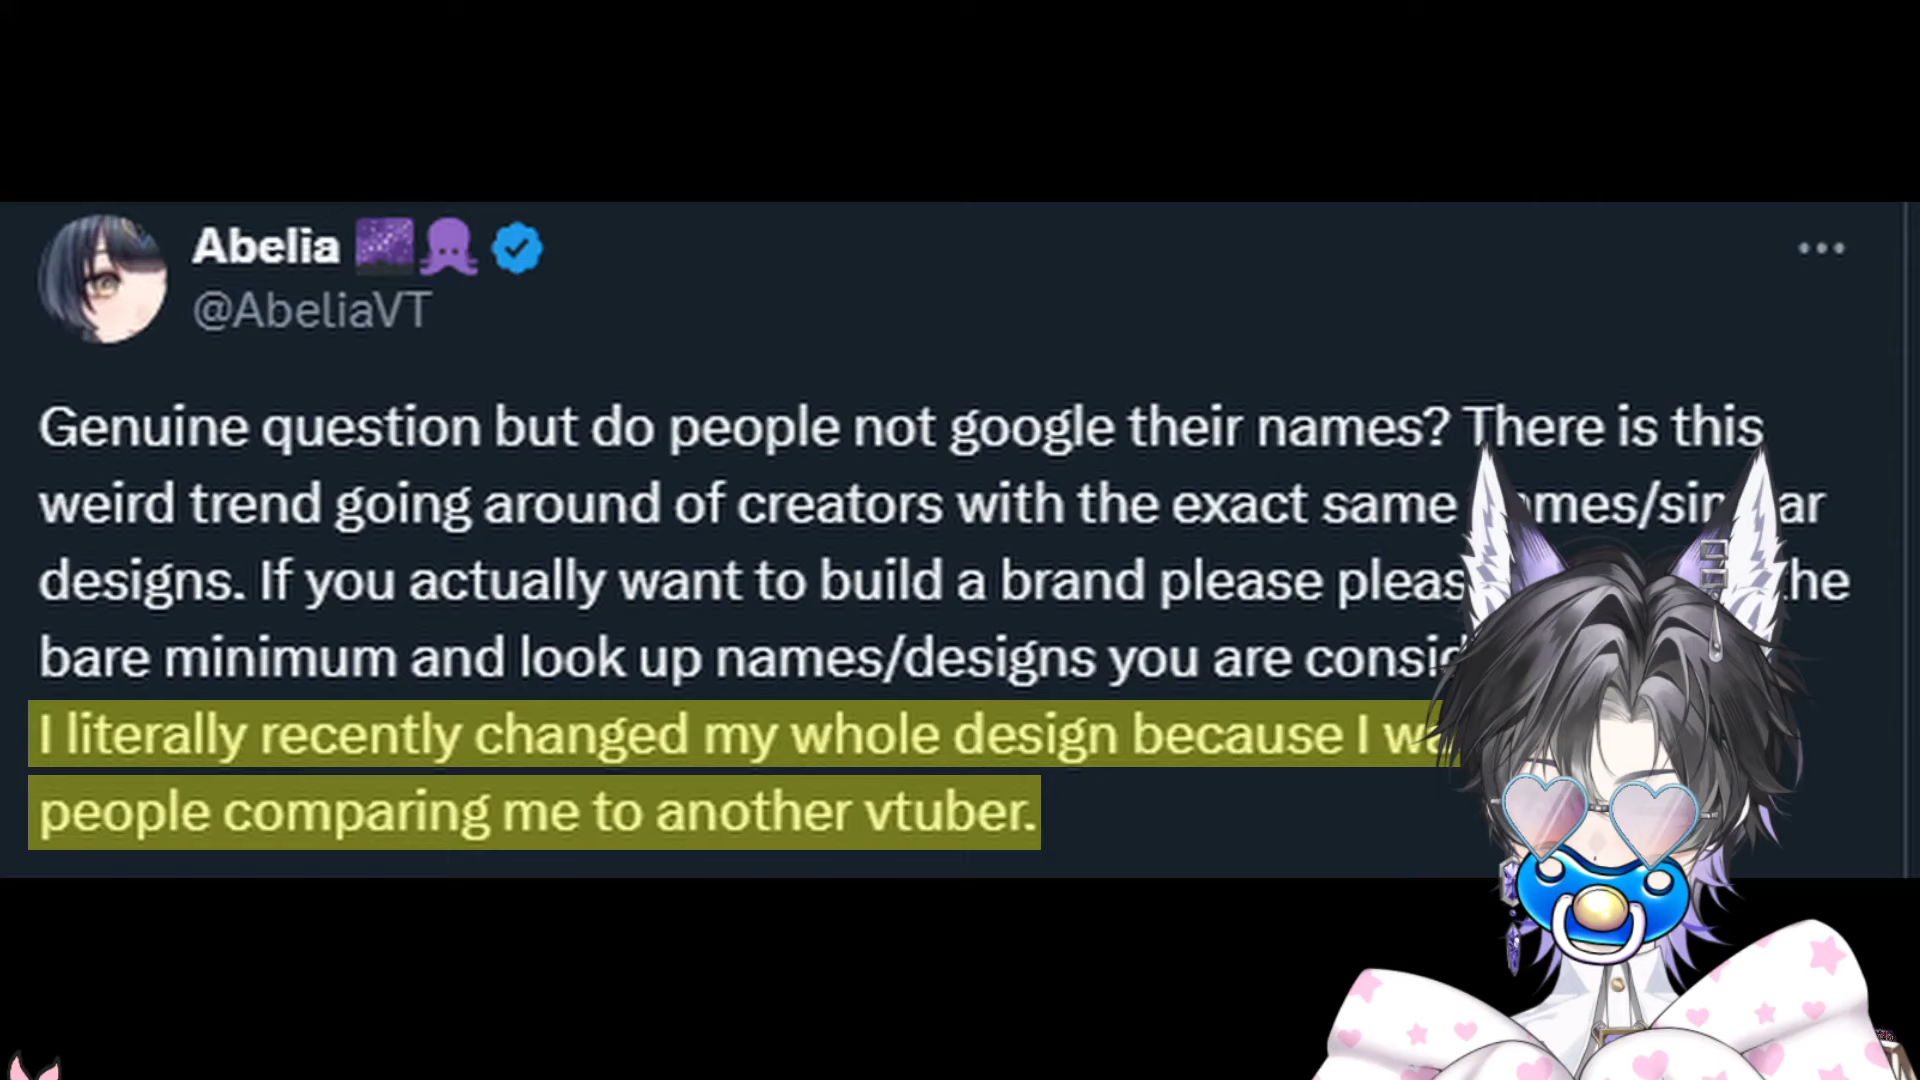 Abelia
@AbeliaVT
Genuine question but do people not google their names? There is this
weird trend going around of creators with the exact same
designs. If you actually want to build a brand please
bare minimum and look up names/designs you are
I literally recently changed my whole design because I
people comparing me to another vtuber.